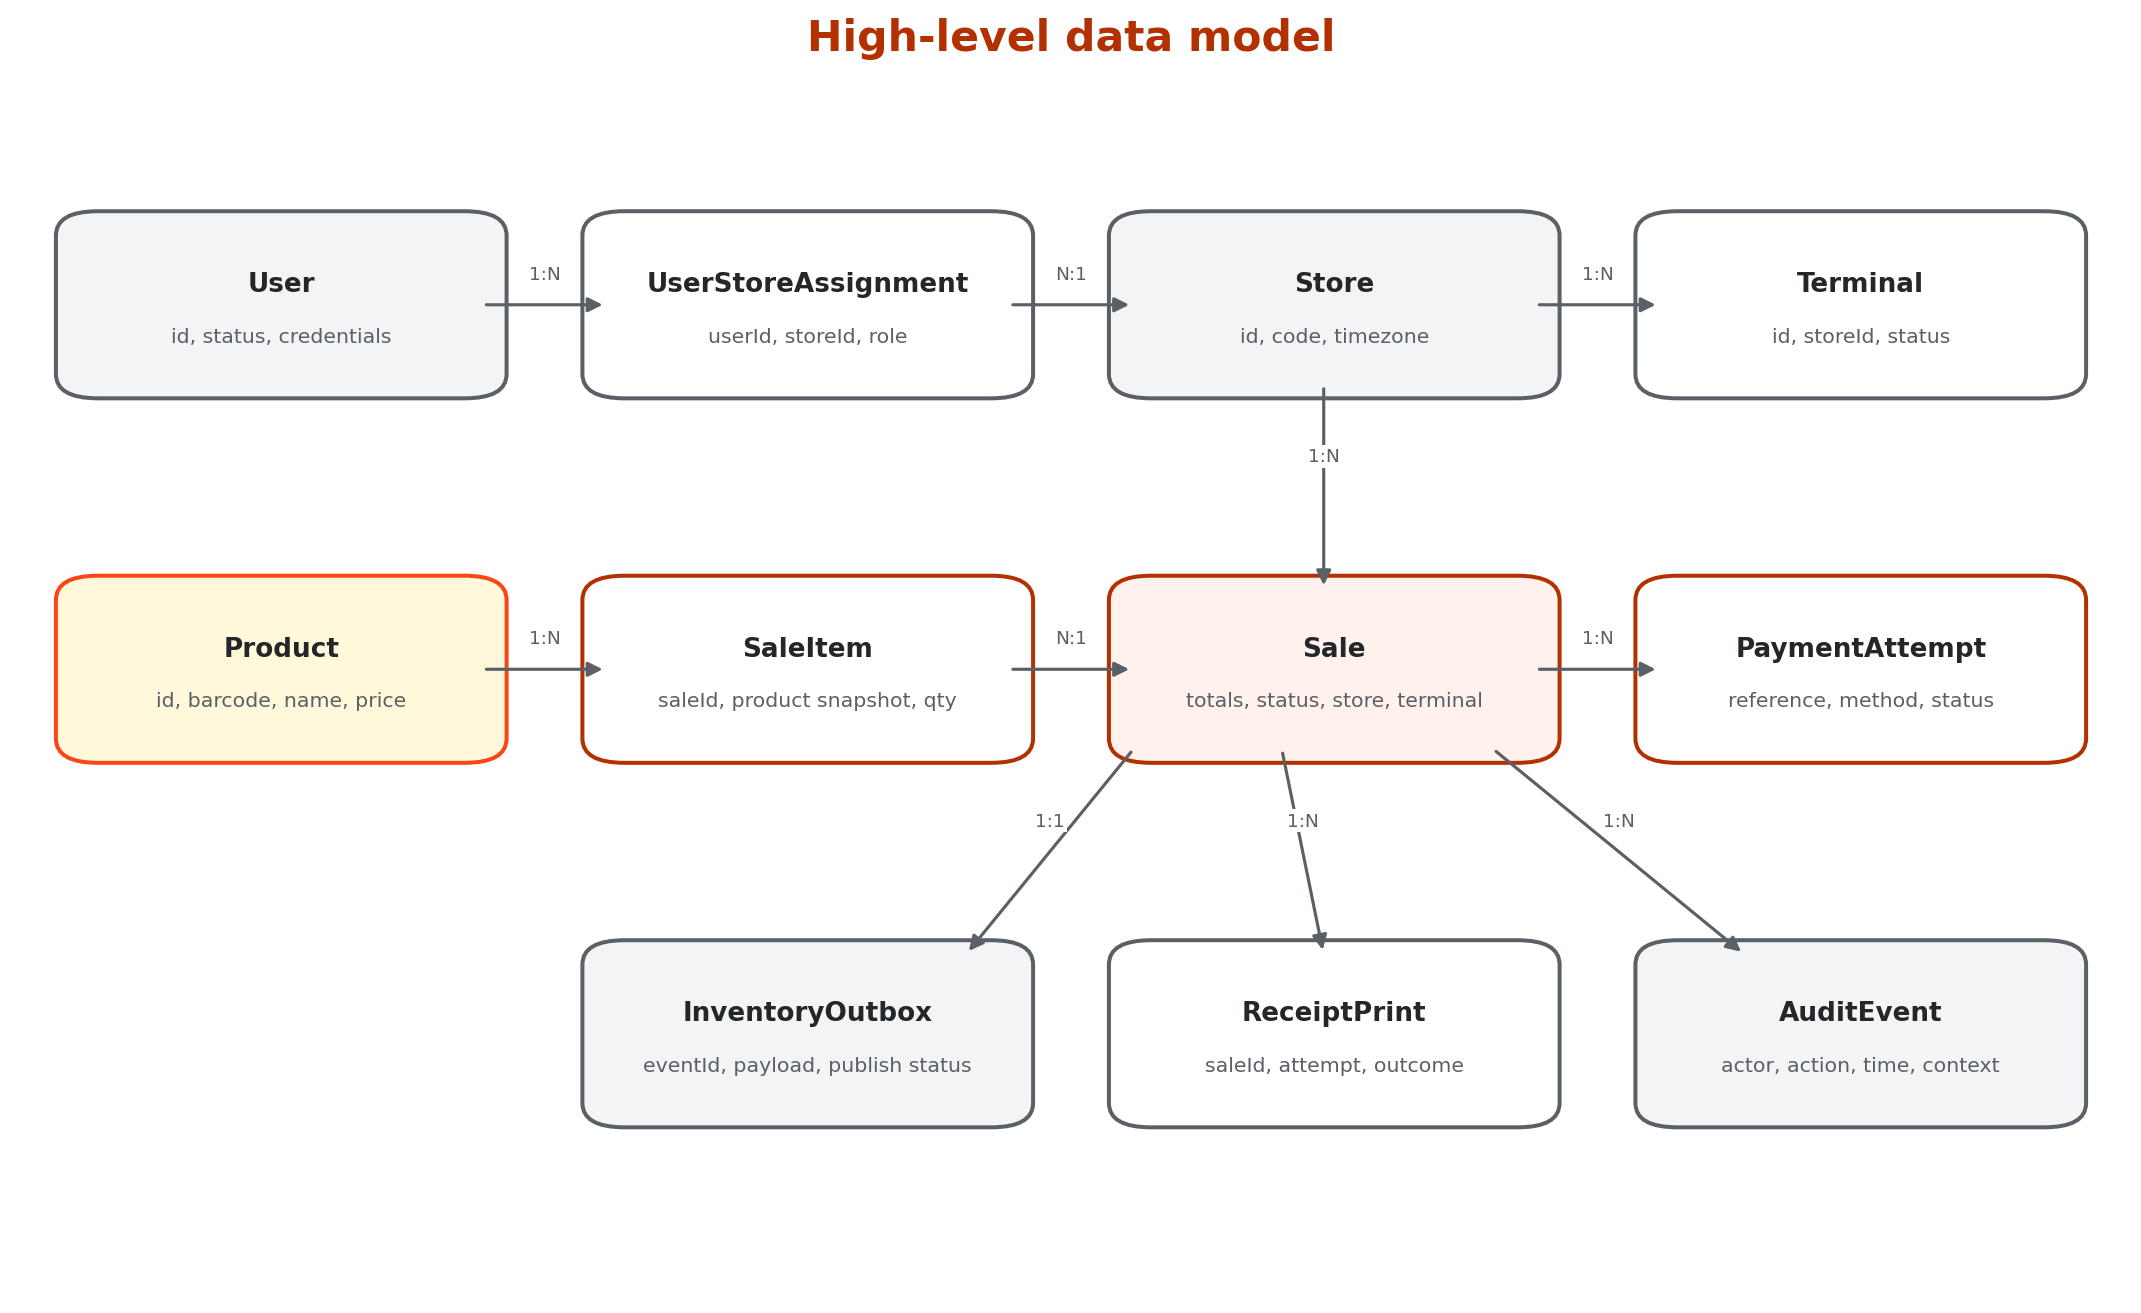 High-level data model
User
id, status, credentials
1:N
UserStoreAssignment
userId, storeId, role
N:1
Store
id, code, timezone
1:N
Terminal
id, storeId, status
1:N
Product
id, barcode, name, price
1:N
SaleItem
saleId, product snapshot, qty
N:1
Sale
totals, status, store, terminal
1:N
PaymentAttempt
reference, method, status
1:1
1:N
1:N
InventoryOutbox
eventId, payload, publish status
ReceiptPrint
saleId, attempt, outcome
AuditEvent
actor, action, time, context